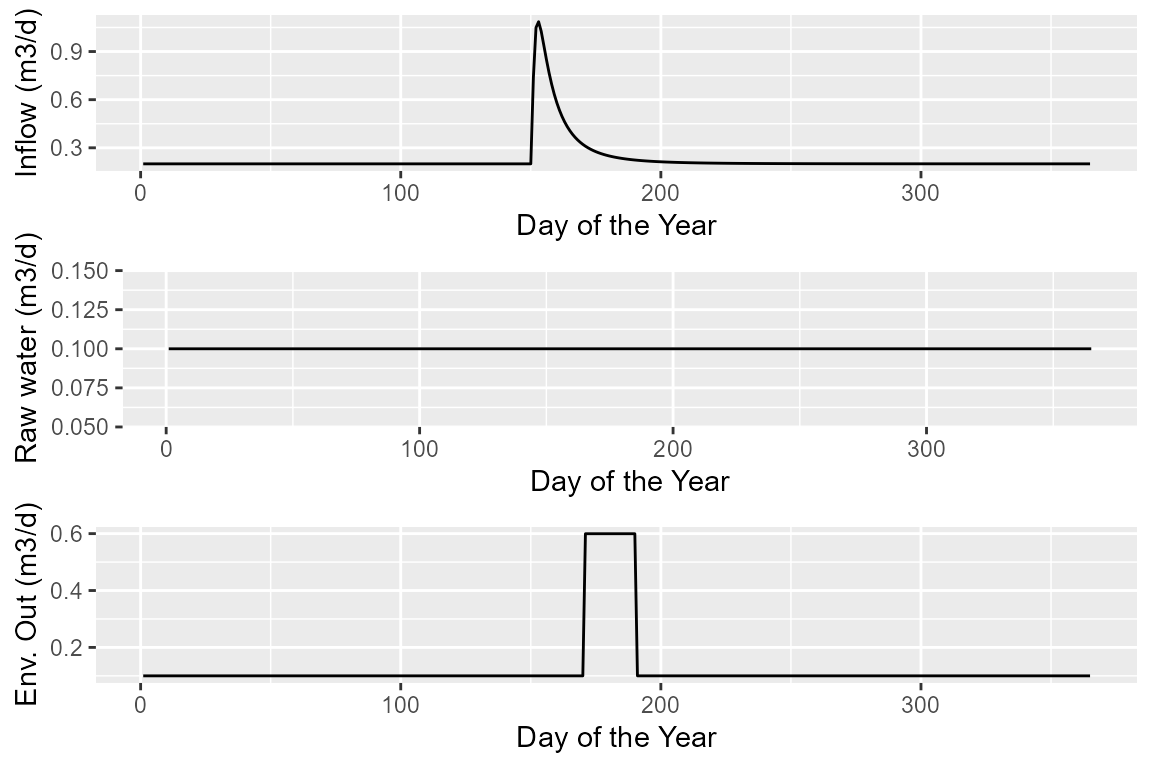 Inflow (m3/d)
0.9
0.6
0.3
0 100 200 300
Day of the Year
Raw water (m3/d)
0.150
0.125
0.100
0.075
0.050
0 100 200 300
Day of the Year
Env. Out (m3/d)
0.6
0.4
0.2
0 100 200 300
Day of the Year